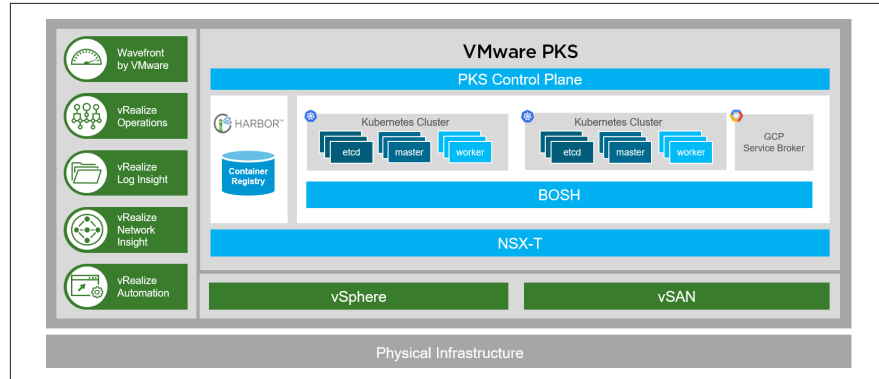 Wavefront
by VMware
vRealize
Operations
vRealize
Log Insight
vRealize
Network
Insight
vRealize
Automation
VMware PKS
PKS Control Plane
HARBOR™
Container
Registry
Kubernetes Cluster
etcd
master
worker
Kubernetes Cluster
etcd
master
worker
GCP
Service Broker
BOSH
NSX-T
vSphere
vSAN
Physical Infrastructure